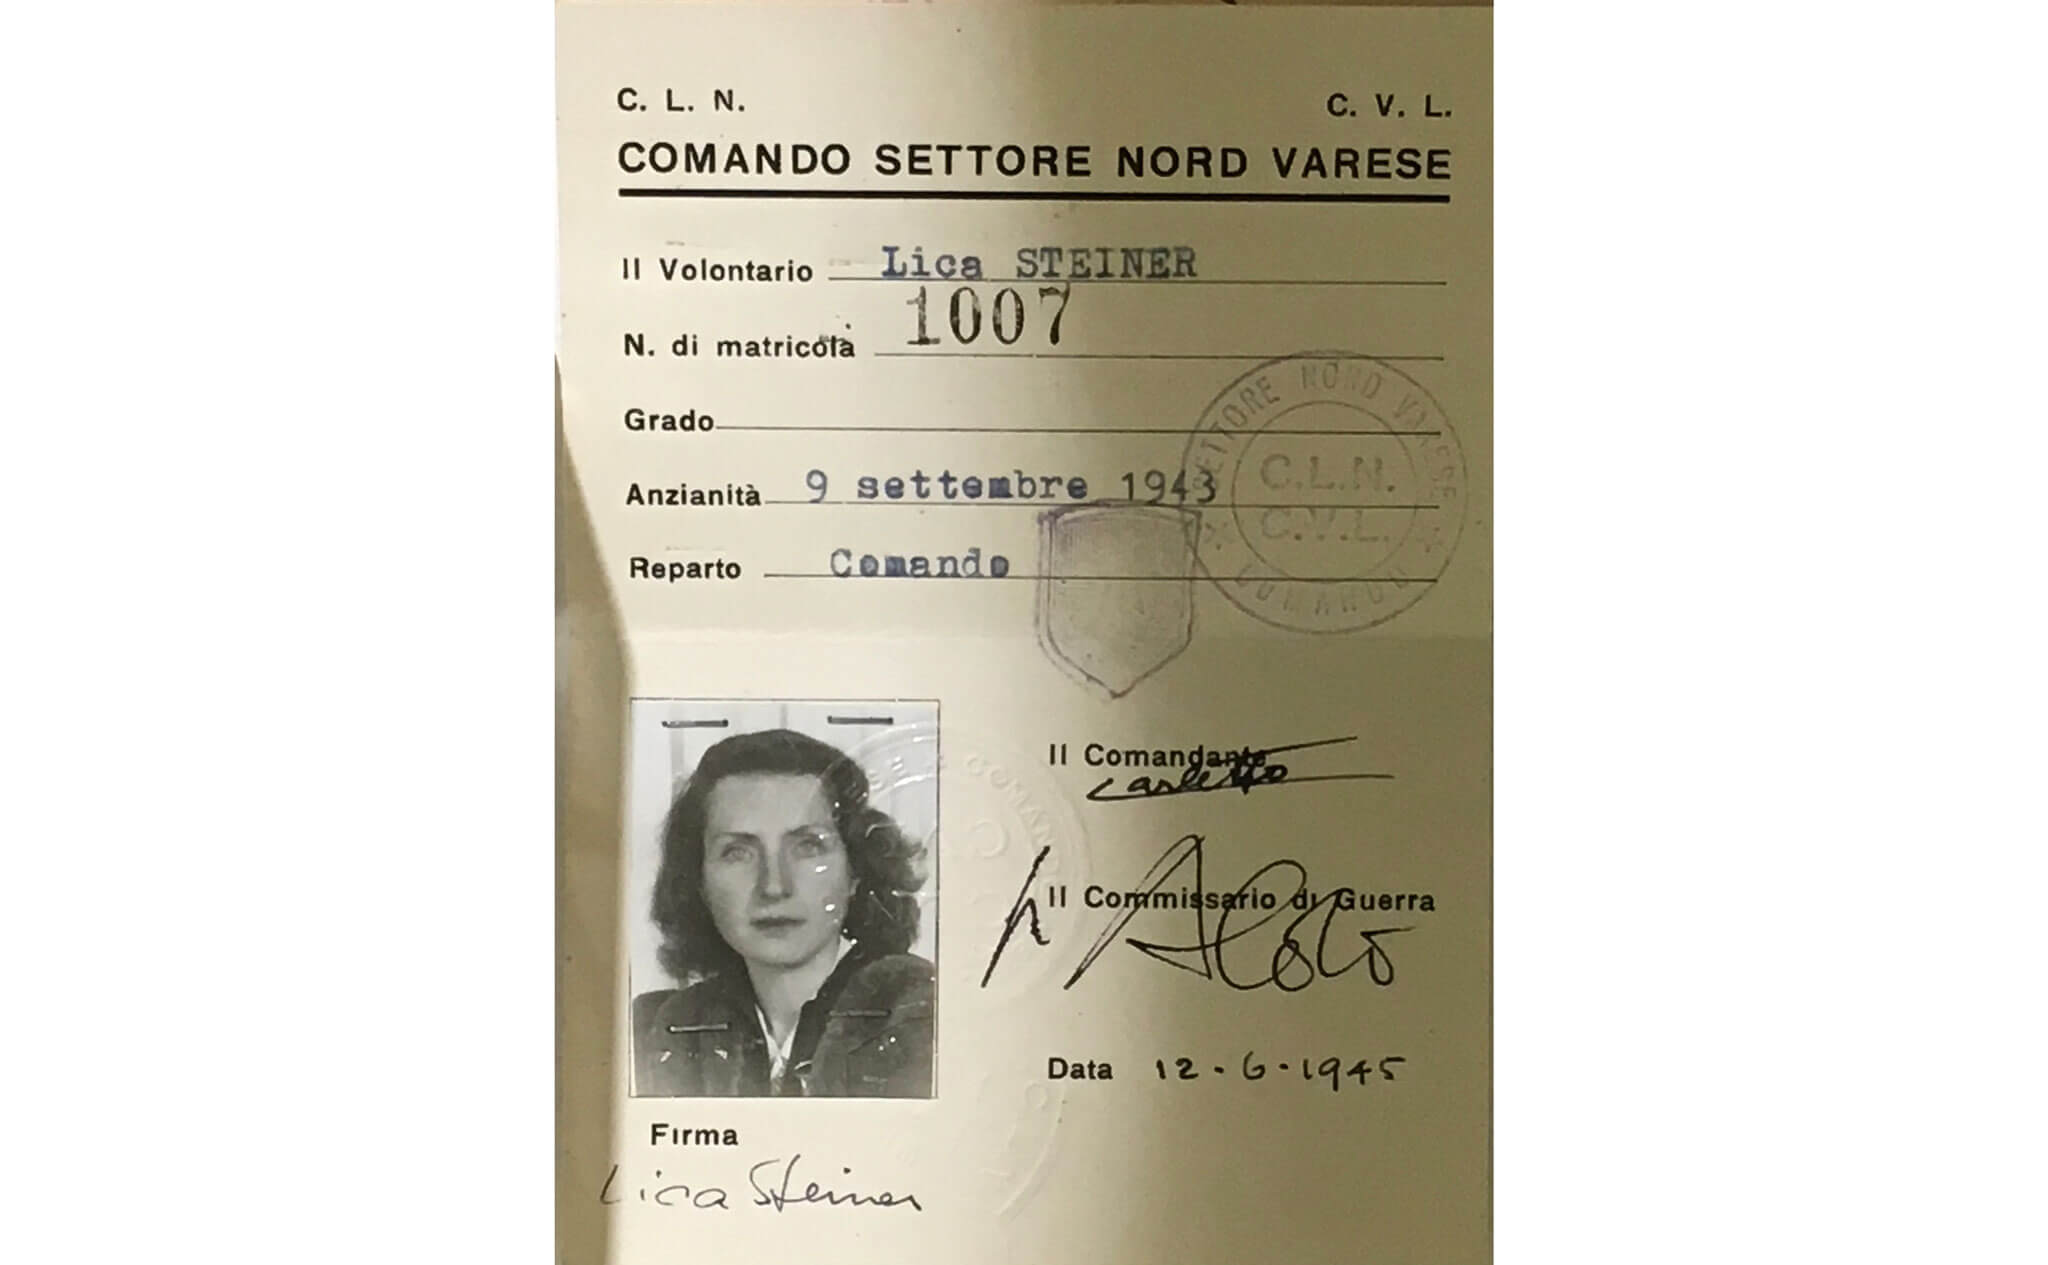 C. L. N. C. V. L.
COMANDO SETTORE NORD VARESE
Il Volontario Lica STEINER
N. di matricola 1007
Grado
Anzianità 9 settembre 1943
Reparto Comando
SETTORE NORD VARESE
C.L.N.
C.V.L.
COMANDO
Il Comandante
Il Commissario di Guerra
Data 12-6-1945
Firma
Lica Steiner